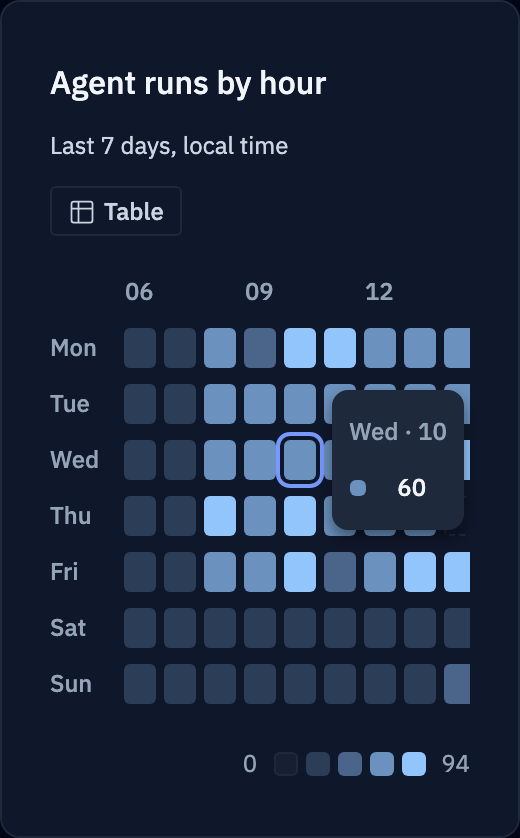 Agent runs by hour
Last 7 days, local time
Table
06 09 12
Mon
Tue
Wed · 10
Wed
60
Thu
Fri
Sat
Sun
0 94